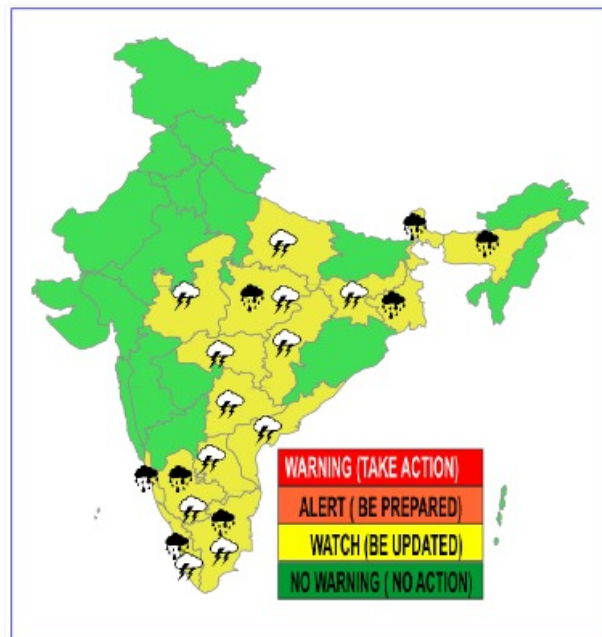 WARNING (TAKE ACTION)
ALERT ( BE PREPARED)
WATCH (BE UPDATED)
NO WARNING ( NO ACTION)